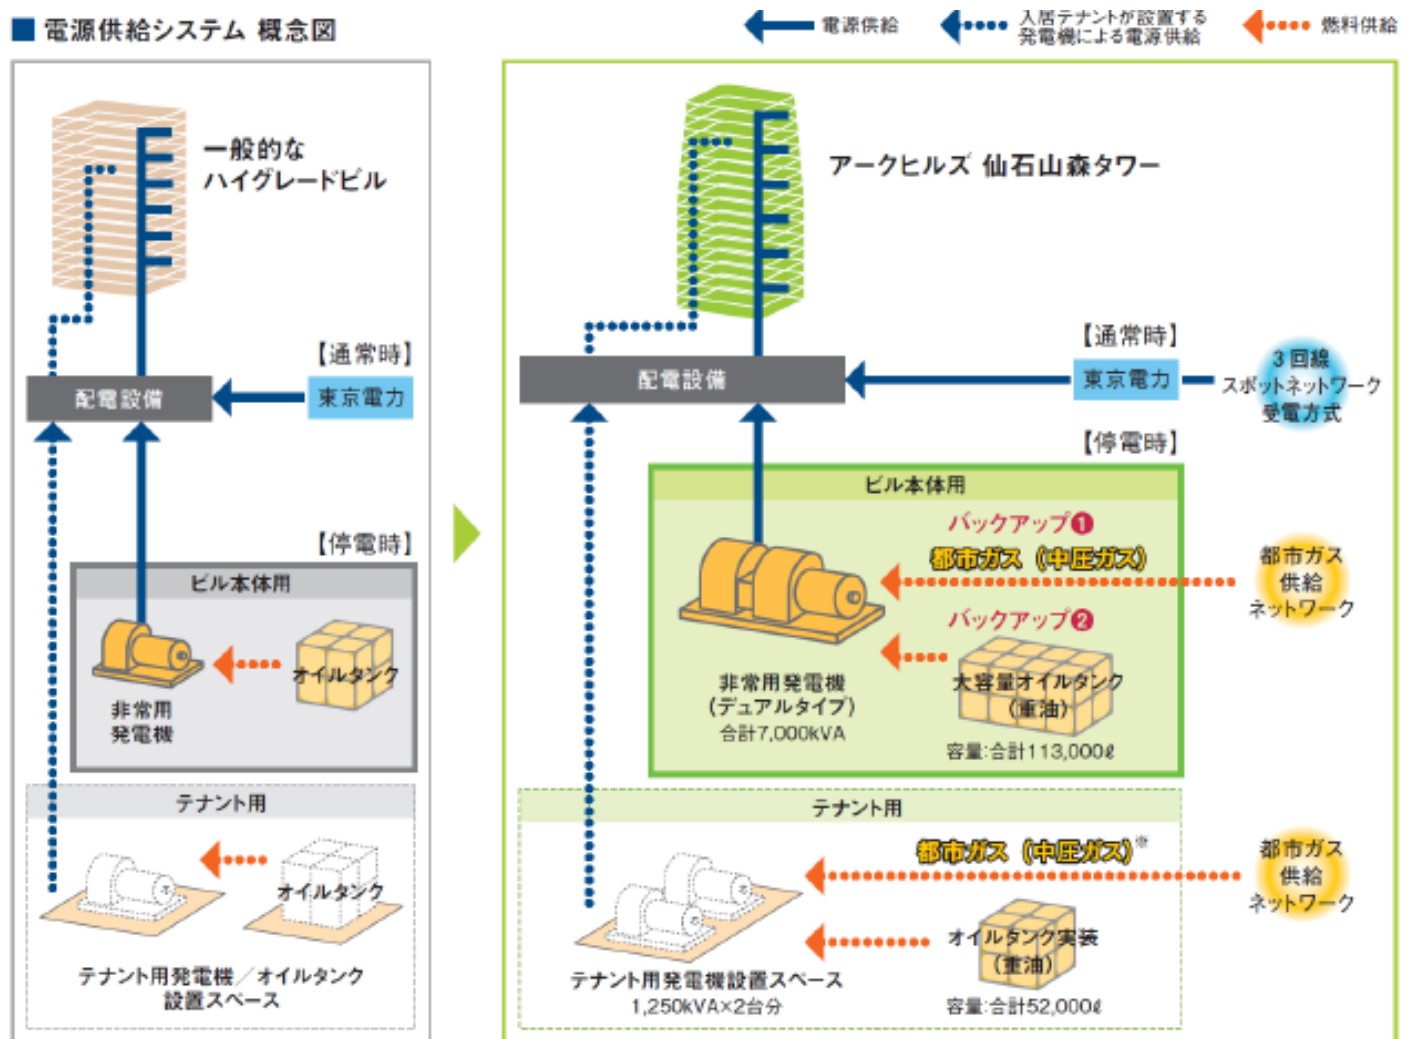 ■ 電源供給システム 概念図
電源供給
入居テナントが設置する
発電機による電源供給
燃料供給
一般的な
ハイグレードビル
【通常時】
配電設備
東京電力
【停電時】
ビル本体用
オイルタンク
非常用
発電機
テナント用
オイルタンク
テナント用発電機／オイルタンク
設置スペース
アークヒルズ 仙石山森タワー
【通常時】
配電設備
東京電力
3回線
スポットネットワーク
受電方式
【停電時】
ビル本体用
バックアップ❶
都市ガス（中圧ガス）
都市ガス
供給
ネットワーク
バックアップ❷
非常用発電機
（デュアルタイプ）
合計7,000kVA
大容量オイルタンク
（重油）
容量:合計113,000ℓ
テナント用
都市ガス（中圧ガス）※
都市ガス
供給
ネットワーク
オイルタンク実装
（重油）
テナント用発電機設置スペース
1,250kVA×2台分
容量:合計52,000ℓ